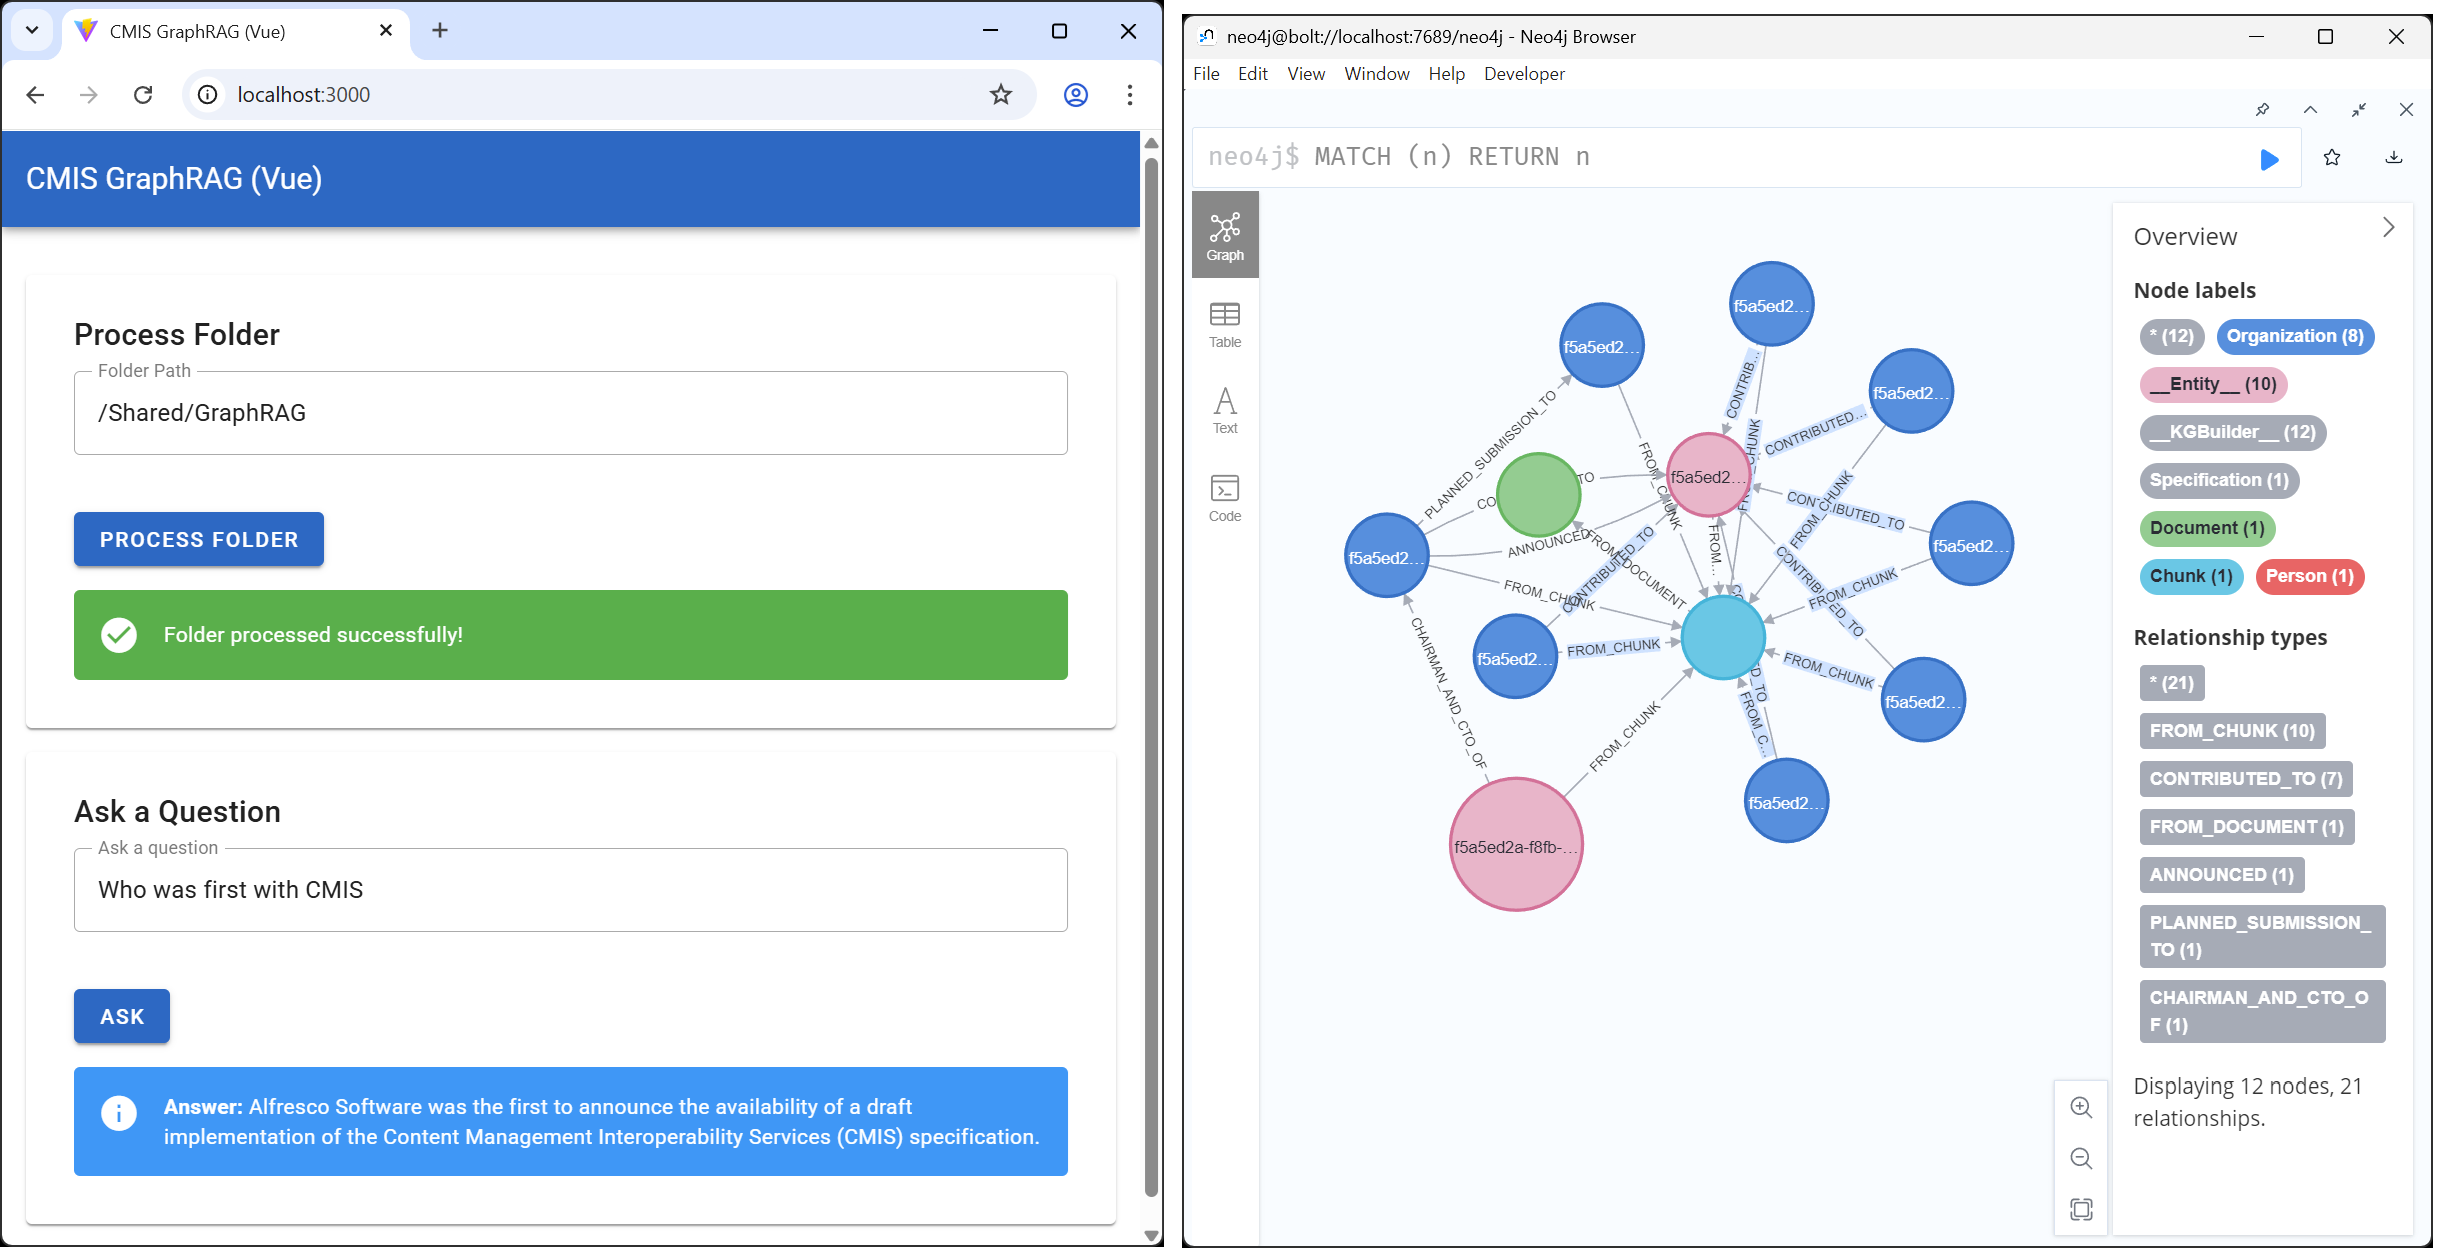 CMIS GraphRAG (Vue)
localhost:3000
CMIS GraphRAG (Vue)
Process Folder
Folder Path
/Shared/GraphRAG
PROCESS FOLDER
Folder processed successfully!
Ask a Question
Ask a question
Who was first with CMIS
ASK
Answer: Alfresco Software was the first to announce the availability of a draft
implementation of the Content Management Interoperability Services (CMIS) specification.
neo4j@bolt://localhost:7689/neo4j - Neo4j Browser
File Edit View Window Help Developer
neo4j$ MATCH (n) RETURN n
Graph
Table
Text
Code
f5a5ed2...
f5a5ed2...
f5a5ed2...
f5a5ed2...
f5a5ed2...
f5a5ed2...
f5a5ed2...
f5a5ed2...
f5a5ed2...
f5a5ed2a-f8fb-...
PLANNED_SUBMISSION_TO
CONTRIB...
CONTRIBUTED...
FROM_CHUNK
ANNOUNCED
FROM_DOCUMENT
CONTRIBUTED_TO
FROM_CHUNK
FROM...
FROM_CHUNK
CONTRIBUTED_TO
FROM_CHUNK
FROM_CHUNK
FROM_CHUNK
FROM_C...
FROM_CHUNK
CHAIRMAN_AND_CTO_OF
Overview
Node labels
* (12)
Organization (8)
__Entity__ (10)
__KGBuilder__ (12)
Specification (1)
Document (1)
Chunk (1)
Person (1)
Relationship types
* (21)
FROM_CHUNK (10)
CONTRIBUTED_TO (7)
FROM_DOCUMENT (1)
ANNOUNCED (1)
PLANNED_SUBMISSION_
TO (1)
CHAIRMAN_AND_CTO_O
F (1)
Displaying 12 nodes, 21
relationships.